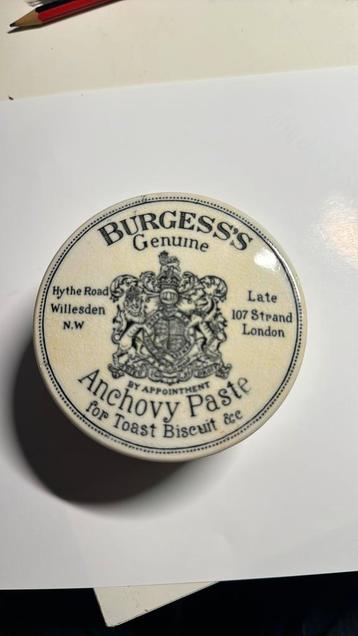 BURGESS'S
Genuine
Hythe Road
Willesden
N.W
Late
107 Strand
London
BY APPOINTMENT
Anchovy Paste
for Toast Biscuit &c